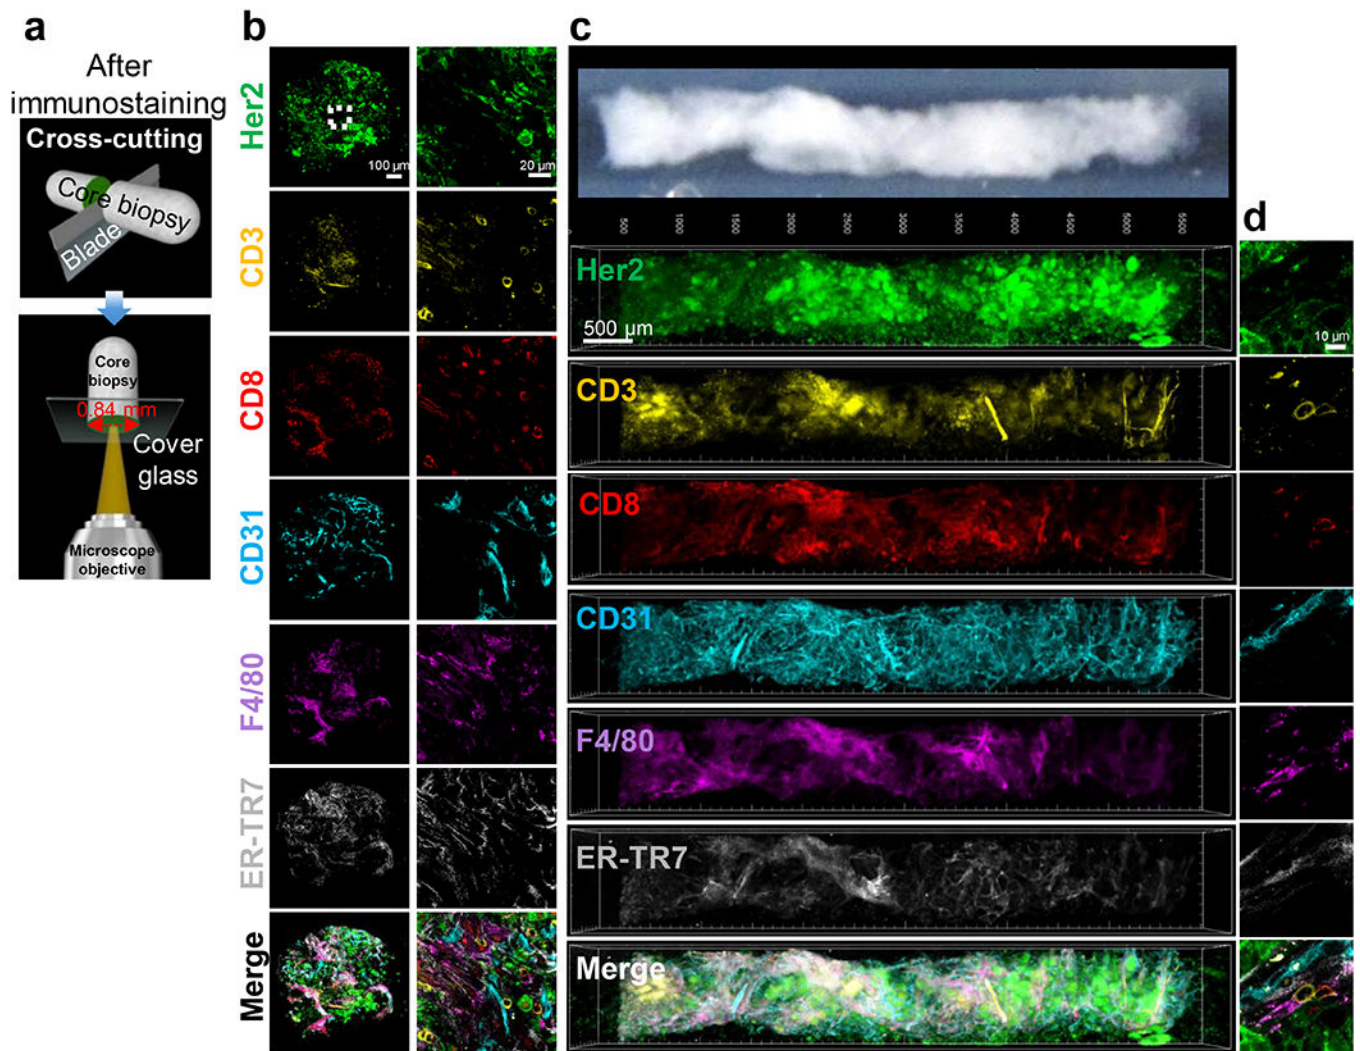 a
After
immunostaining
Cross-cutting
Core biopsy
Blade
Core
biopsy
0.84 mm
Cover
glass
Microscope
objective
b
Her2
100 µm
20 µm
CD3
CD8
CD31
F4/80
ER-TR7
Merge
c
500 1000 1500 2000 2500 3000 3500 4000 4500 5000 5500
Her2
500 µm
CD3
CD8
CD31
F4/80
ER-TR7
Merge
d
10 µm